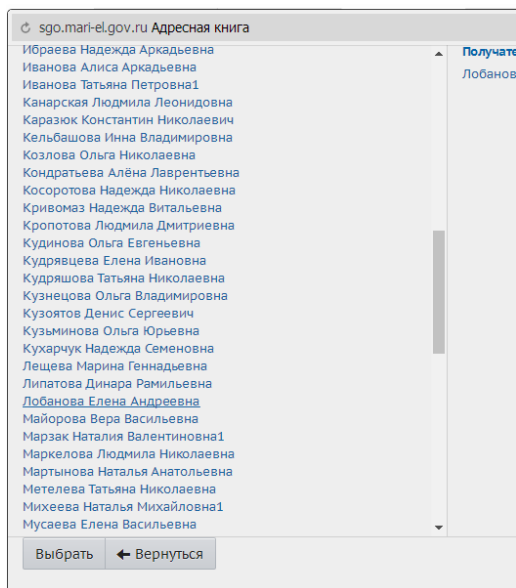 sgo.mari-el.gov.ru Адресная книга
Ибраева Надежда Аркадьевна
Иванова Алиса Аркадьевна
Иванова Татьяна Петровна1
Канарская Людмила Леонидовна
Каразюк Константин Николаевич
Кельбашова Инна Владимировна
Козлова Ольга Николаевна
Кондратьева Алёна Лаврентьевна
Косоротова Надежда Николаевна
Кривомаз Надежда Витальевна
Кропотова Людмила Дмитриевна
Кудинова Ольга Евгеньевна
Кудрявцева Елена Ивановна
Кудряшова Татьяна Николаевна
Кузнецова Ольга Владимировна
Кузоятов Денис Сергеевич
Кузьминова Ольга Юрьевна
Кухарчук Надежда Семеновна
Лещева Марина Геннадьевна
Липатова Динара Рамильевна
Лобанова Елена Андреевна
Майорова Вера Васильевна
Марзак Наталия Валентиновна1
Маркелова Людмила Николаевна
Мартынова Наталья Анатольевна
Метелева Татьяна Николаевна
Михеева Наталья Михайловна1
Мусаева Елена Васильевна
Получате
Лобанов
Выбрать
Вернуться